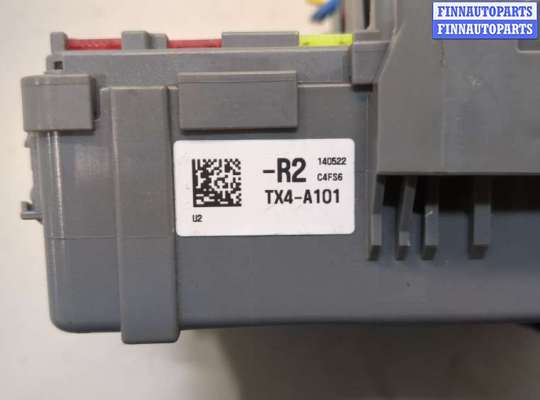 FINNAUTOPARTS
FINNAUTOPARTS
-R2 140522
C4FS6
TX4-A101
U2